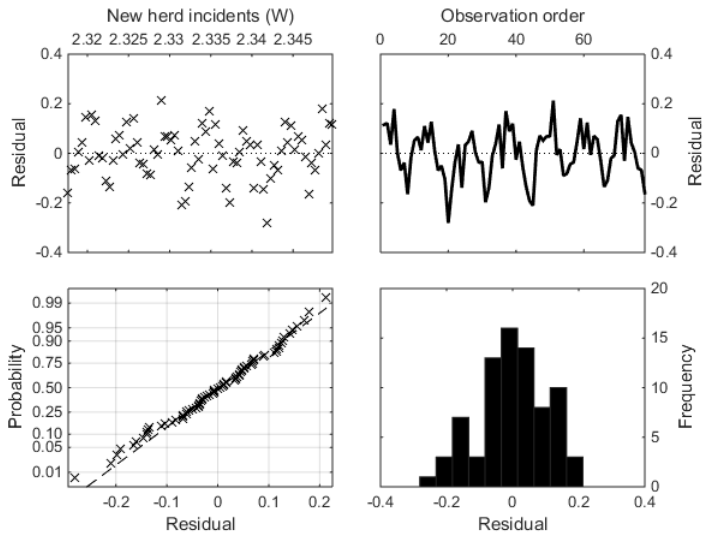 New herd incidents (W)
Observation order
2.32 2.325 2.33 2.335 2.34 2.345
0 20 40 60
0.4
0.2
0
-0.2
-0.4
Residual
0.4
0.2
0
-0.2
-0.4
Residual
0.99
0.95
0.90
0.75
0.50
0.25
0.10
0.05
0.01
Probability
-0.2 -0.1 0 0.1 0.2
Residual
20
15
10
5
0
Frequency
-0.4 -0.2 0 0.2 0.4
Residual